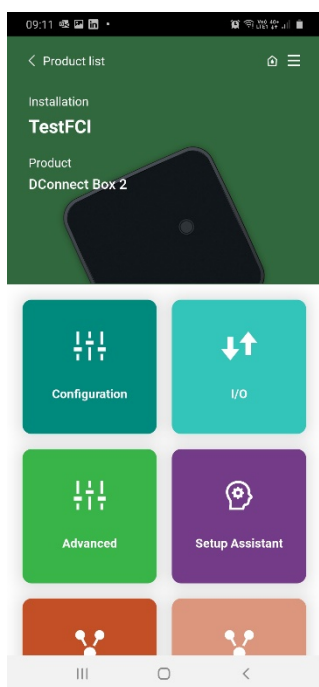 09:11
Product list
Installation
TestFCI
Product
DConnect Box 2
Configuration
I/O
Advanced
Setup Assistant